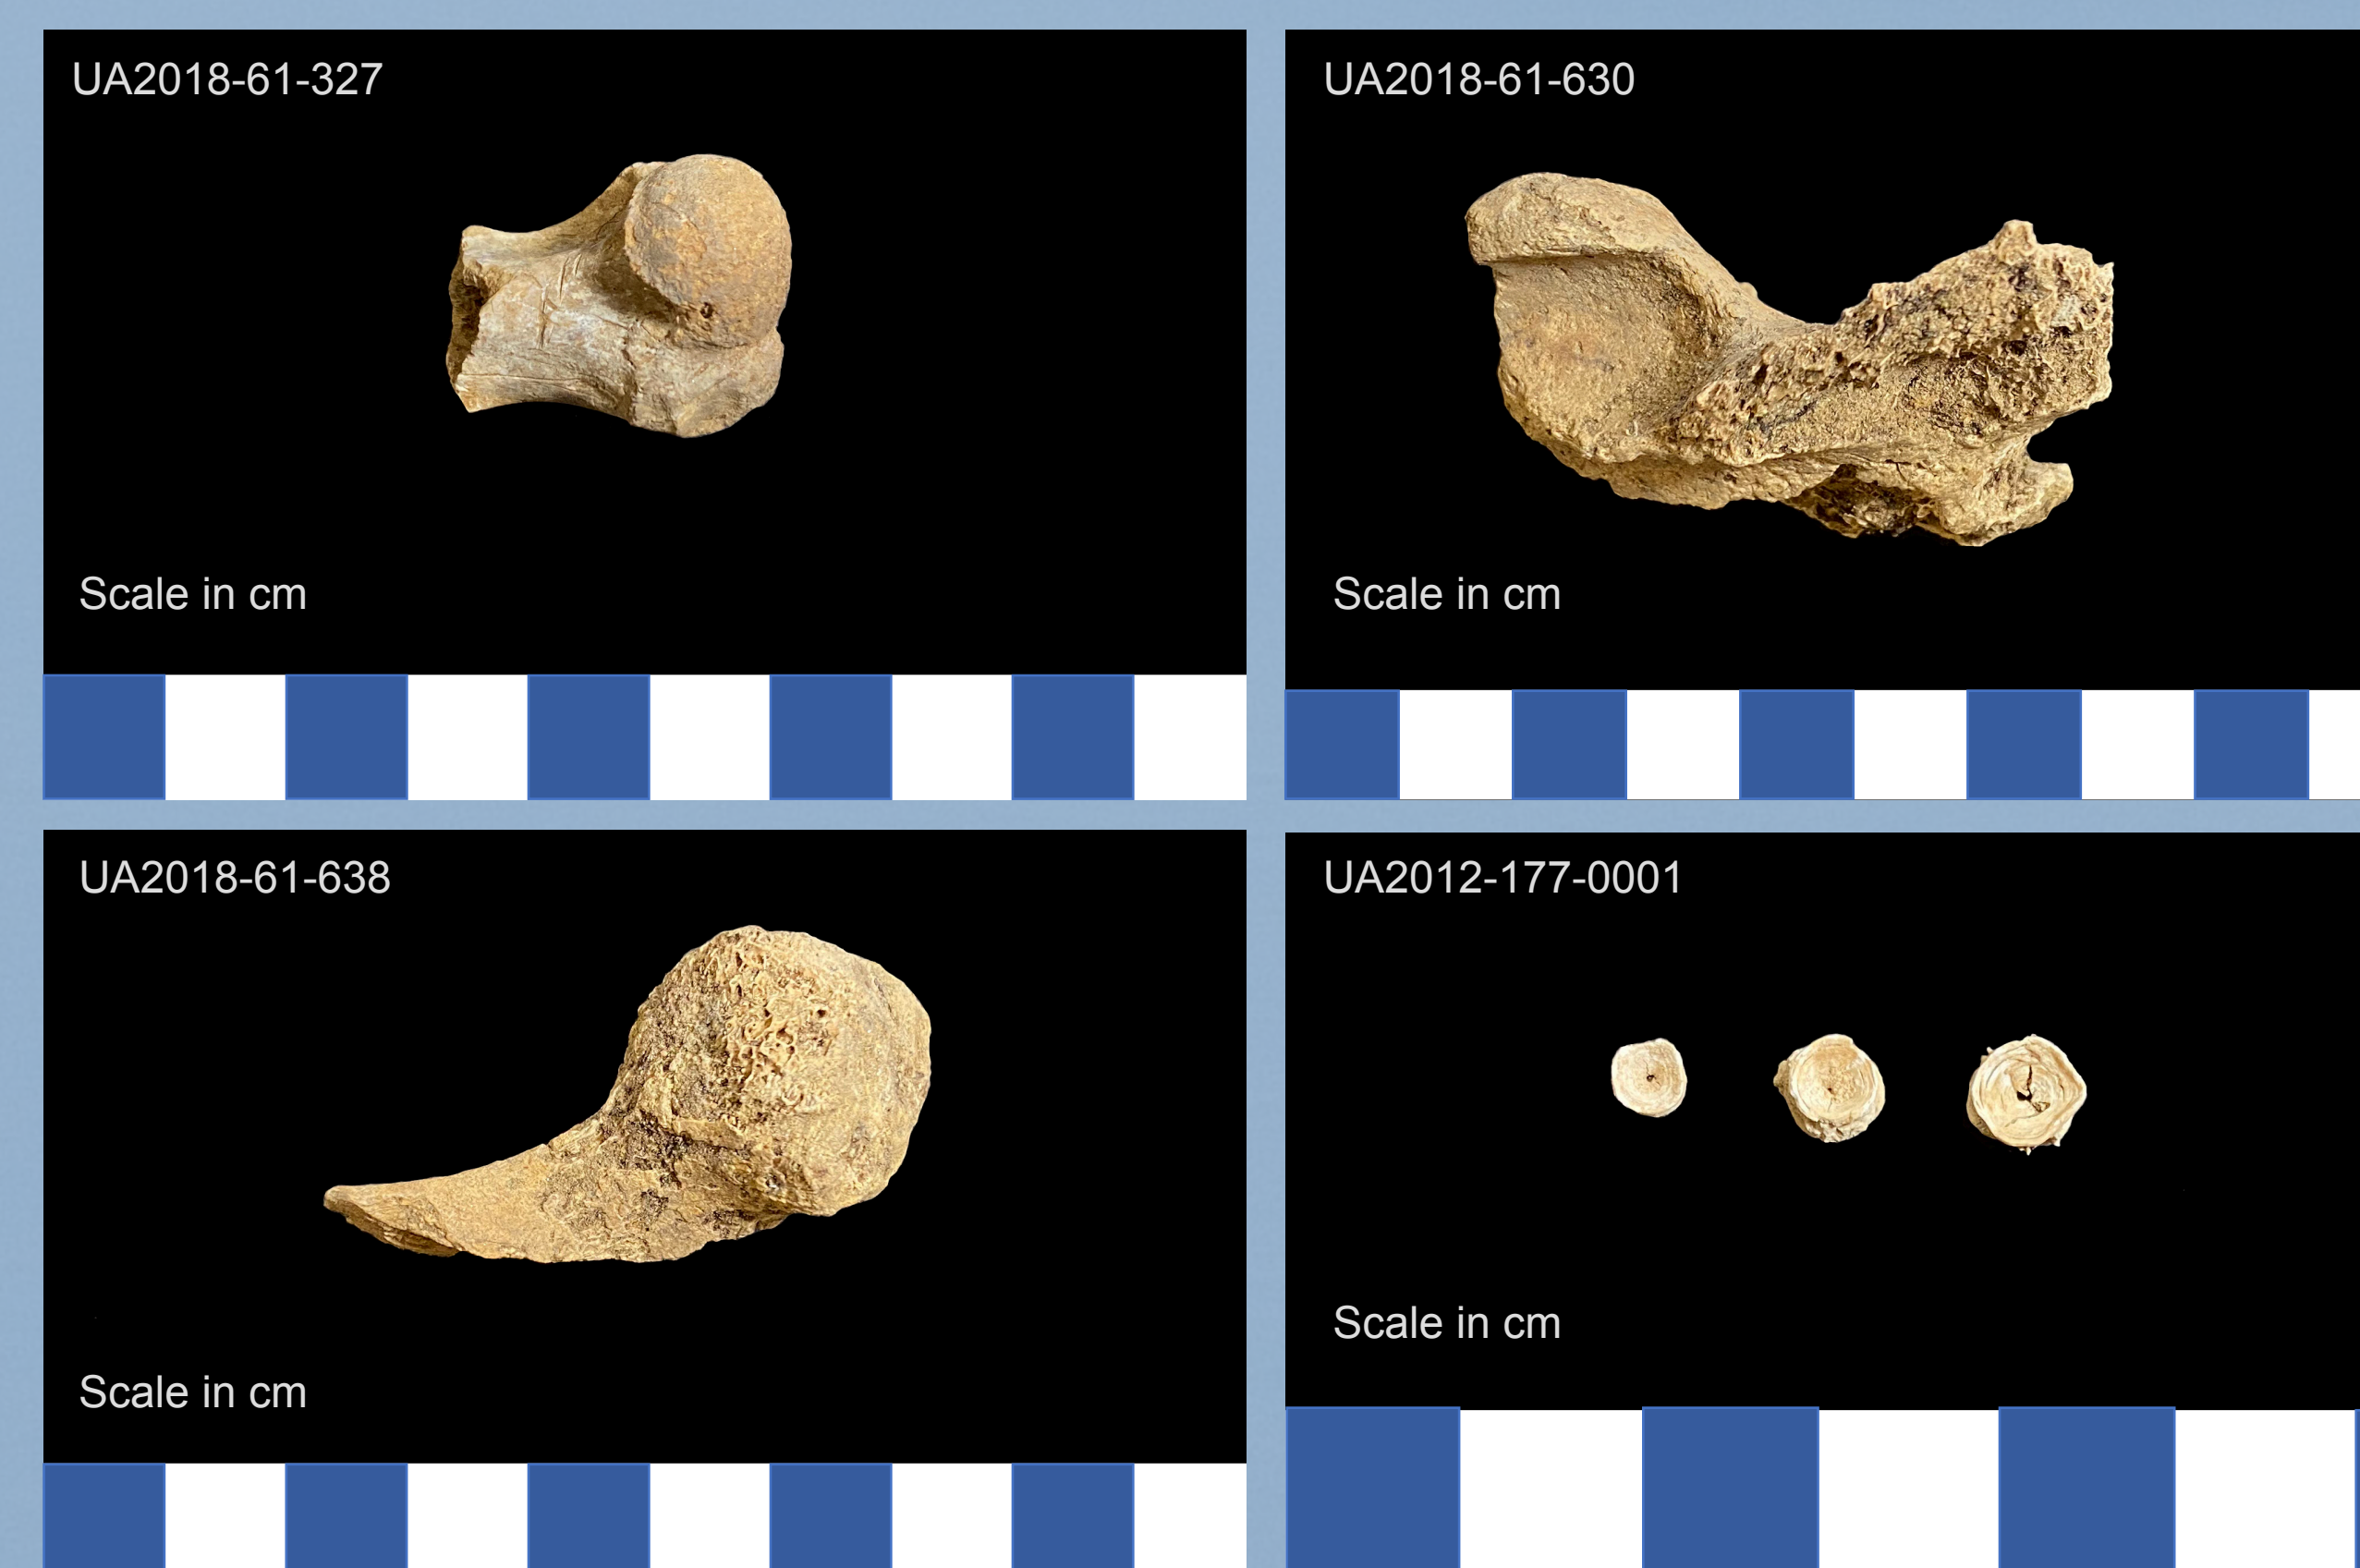 UA2018-61-327
Scale in cm
UA2018-61-630
Scale in cm
UA2018-61-638
Scale in cm
UA2012-177-0001
Scale in cm